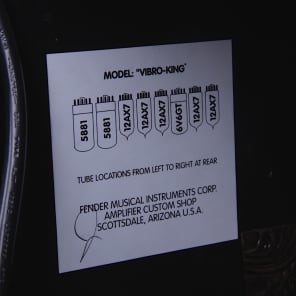 MODEL: "VIBRO-KING"
5881 5881 12AX7 12AX7 12AX7 6V6GT 12AX7 12AX7
TUBE LOCATIONS FROM LEFT TO RIGHT AT REAR
FENDER MUSICAL INSTRUMENTS CORP.
AMPLIFIER CUSTOM SHOP
SCOTTSDALE, ARIZONA U.S.A.